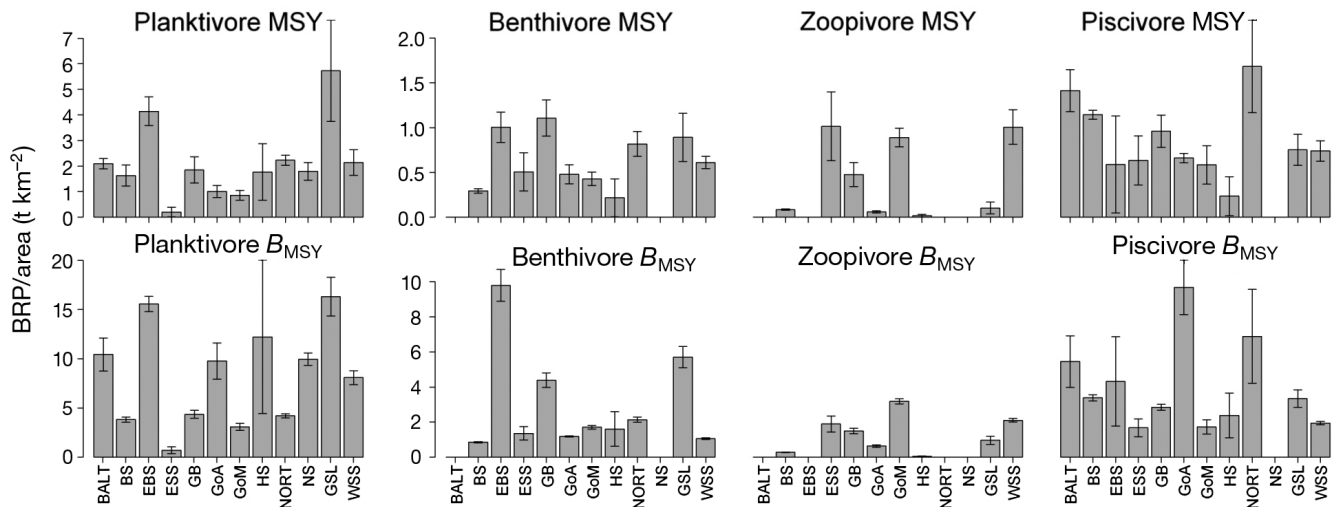 Planktivore MSY
Benthivore MSY
Zoopivore MSY
Piscivore MSY
BRP/area (t km⁻²)
7
6
5
4
3
2
1
0
2.0
1.5
1.0
0.5
0.0
Planktivore BMSY
Benthivore BMSY
Zoopivore BMSY
Piscivore BMSY
20
15
10
5
0
10
8
6
4
2
0
BALT BS EBS ESS GB GoA GoM HS NORT NS GSL WSS
BALT BS EBS GB ESS GoA GoM HS NORT NS GSL WSS
BALT BS EBS ESS GB GoA GoM HS NORT NS GSL WSS
BALT BS EBS ESS GB GoA GoM HS NORT NS GSL WSS